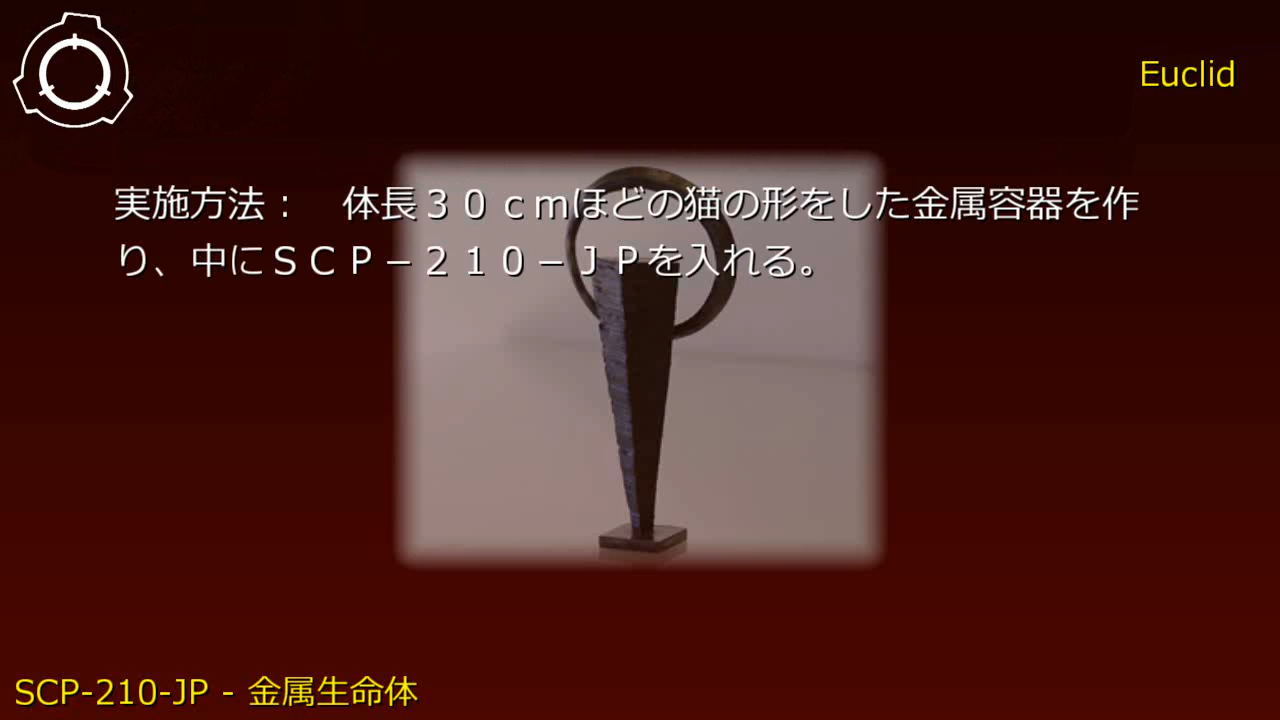 Euclid
実施方法：　体長３０ｃｍほどの猫の形をした金属容器を作
り、中にＳＣＰ－２１０－ＪＰを入れる。
SCP-210-JP - 金属生命体